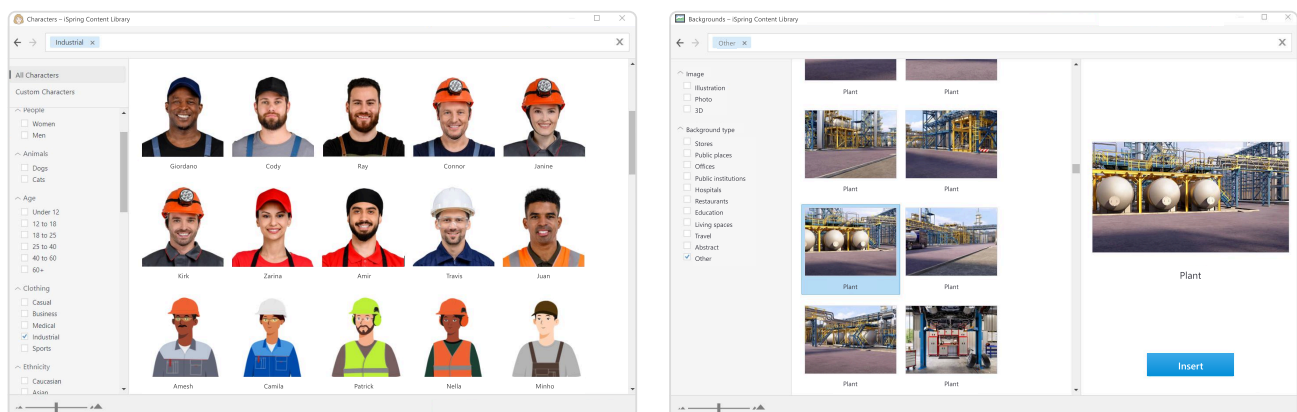 Characters – iSpring Content Library
Industrial ×
X
All Characters
Custom Characters
People
Women
Men
Animals
Dogs
Cats
Age
Under 12
12 to 18
18 to 25
25 to 40
40 to 60
60+
Clothing
Casual
Business
Medical
Industrial
Sports
Ethnicity
Caucasian
Asian
Giordano Cody Ray Connor Janine
Kirk Zarina Amir Travis Juan
Amesh Camila Patrick Nella Minho
Backgrounds – iSpring Content Library
Other ×
X
Image
Illustration
Photo
3D
Background type
Stores
Public places
Offices
Public institutions
Hospitals
Restaurants
Education
Living spaces
Travel
Abstract
Other
Plant Plant
Plant Plant
Plant Plant
Plant Plant
Plant
Insert